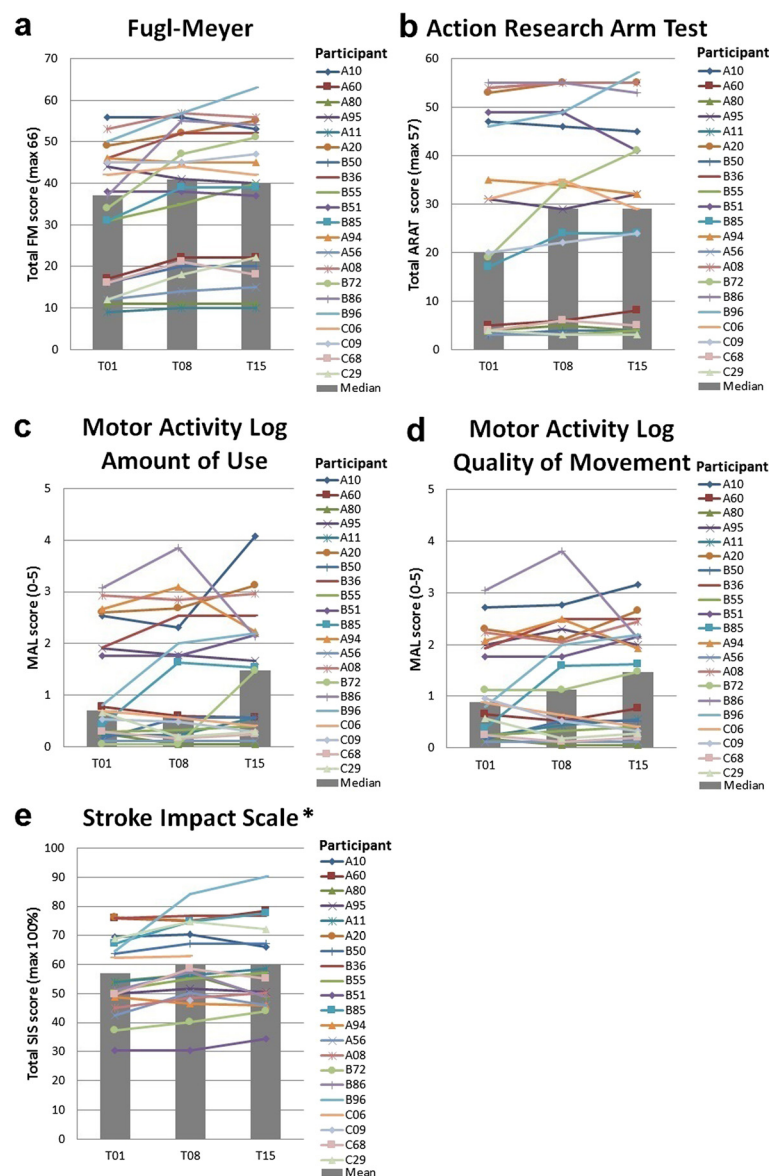 a
Fugl-Meyer
Total FM score (max 66)
70
60
50
40
30
20
10
0
T01
T08
T15
Participant
A10
A60
A80
A95
A11
A20
B50
B36
B55
B51
B85
A94
A56
A08
B72
B86
B96
C06
C09
C68
C29
Median
b
Action Research Arm Test
Total ARAT score (max 57)
60
50
40
30
20
10
0
T01
T08
T15
Participant
A10
A60
A80
A95
A11
A20
B50
B36
B55
B51
B85
A94
A56
A08
B72
B86
B96
C06
C09
C68
C29
Median
c
Motor Activity Log
Amount of Use
MAL score (0-5)
5
4
3
2
1
0
T01
T08
T15
Participant
A10
A60
A80
A95
A11
A20
B50
B36
B55
B51
B85
A94
A56
A08
B72
B86
B96
C06
C09
C68
C29
Median
d
Motor Activity Log
Quality of Movement
MAL score (0-5)
5
4
3
2
1
0
T01
T08
T15
Participant
A10
A60
A80
A95
A11
A20
B50
B36
B55
B51
B85
A94
A56
A08
B72
B86
B96
C06
C09
C68
C29
Median
e
Stroke Impact Scale*
Total SIS score (max 100%)
100
90
80
70
60
50
40
30
20
10
0
T01
T08
T15
Participant
A10
A60
A80
A95
A11
A20
B50
B36
B55
B51
B85
A94
A56
A08
B72
B86
B96
C06
C09
C68
C29
Mean